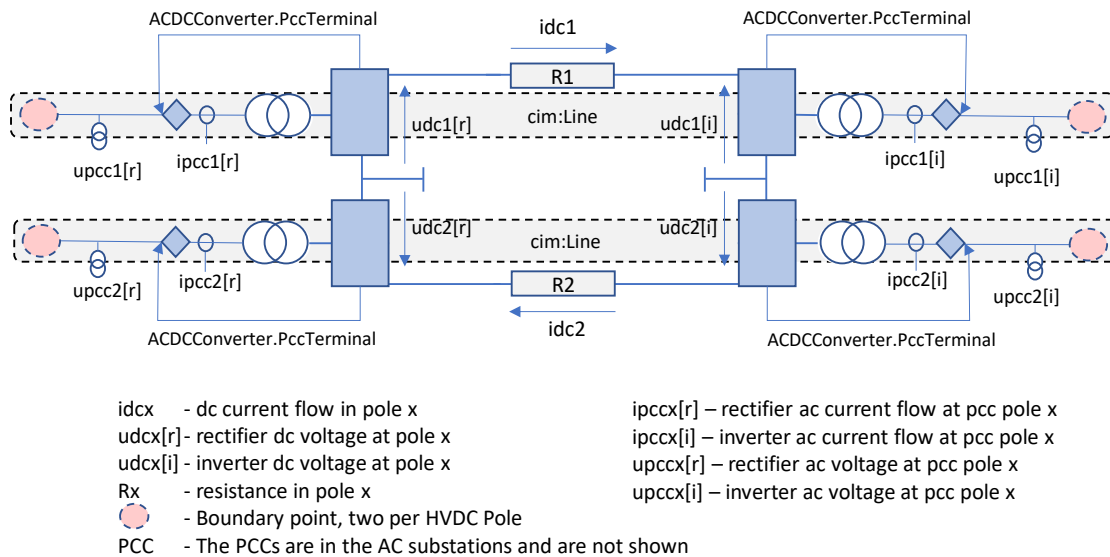 ACDCConverter.PccTerminal
idc1
ACDCConverter.PccTerminal
R1
udc1[r]
cim:Line
udc1[i]
upcc1[r]
ipcc1[r]
ipcc1[i]
upcc1[i]
udc2[r]
cim:Line
udc2[i]
upcc2[r]
ipcc2[r]
R2
ipcc2[i]
upcc2[i]
idc2
ACDCConverter.PccTerminal
ACDCConverter.PccTerminal
idcx - dc current flow in pole x
udcx[r] - rectifier dc voltage at pole x
udcx[i] - inverter dc voltage at pole x
Rx - resistance in pole x
- Boundary point, two per HVDC Pole
PCC - The PCCs are in the AC substations and are not shown
ipccx[r] – rectifier ac current flow at pcc pole x
ipccx[i] – inverter ac current flow at pcc pole x
upccx[r] – rectifier ac voltage at pcc pole x
upccx[i] – inverter ac voltage at pcc pole x